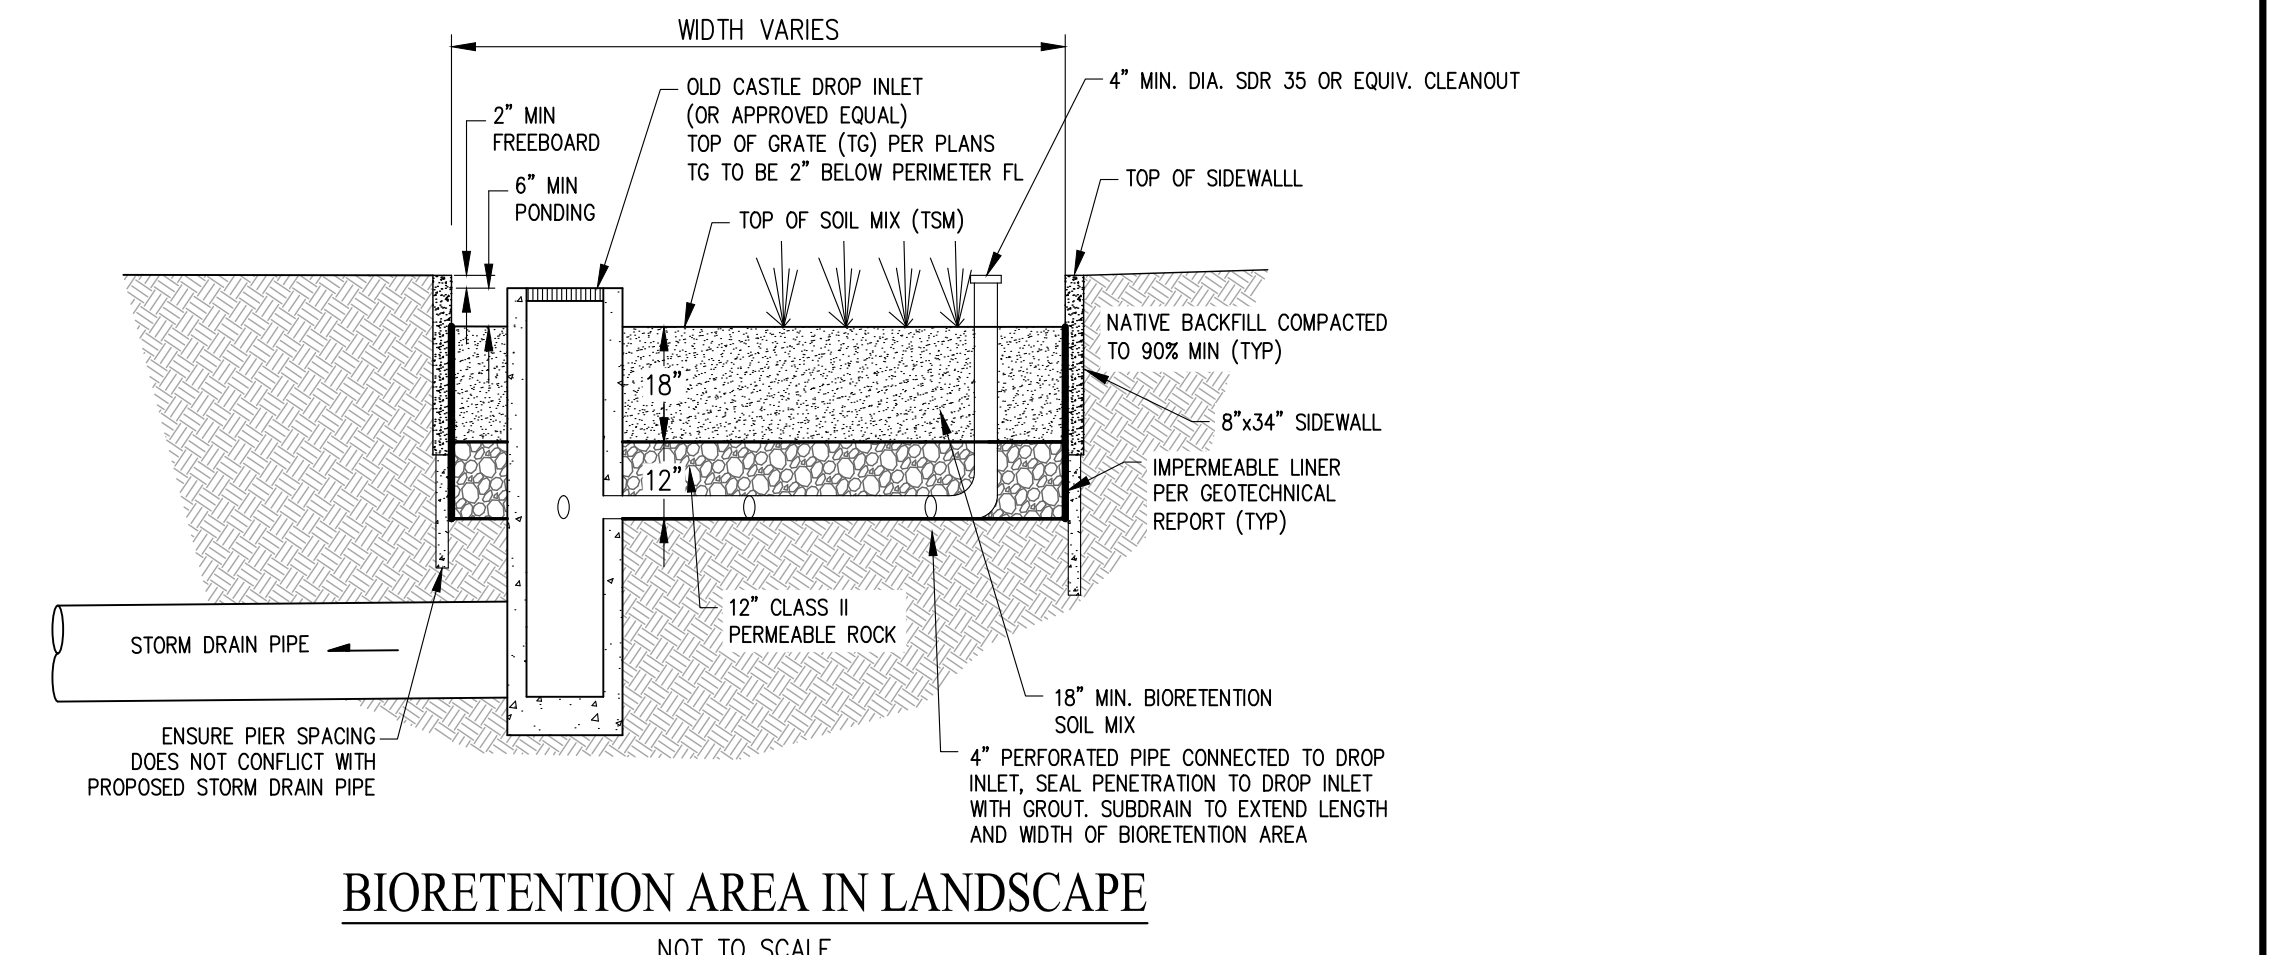 WIDTH VARIES
OLD CASTLE DROP INLET
(OR APPROVED EQUAL)
TOP OF GRATE (TG) PER PLANS
TG TO BE 2” BELOW PERIMETER FL
4” MIN. DIA. SDR 35 OR EQUIV. CLEANOUT
2” MIN
FREEBOARD
6” MIN
PONDING
TOP OF SIDEWALLL
TOP OF SOIL MIX (TSM)
NATIVE BACKFILL COMPACTED
TO 90% MIN (TYP)
18”
8”x34” SIDEWALL
12”
IMPERMEABLE LINER
PER GEOTECHNICAL
REPORT (TYP)
12” CLASS II
PERMEABLE ROCK
STORM DRAIN PIPE
18” MIN. BIORETENTION
SOIL MIX
ENSURE PIER SPACING
DOES NOT CONFLICT WITH
PROPOSED STORM DRAIN PIPE
4” PERFORATED PIPE CONNECTED TO DROP
INLET, SEAL PENETRATION TO DROP INLET
WITH GROUT. SUBDRAIN TO EXTEND LENGTH
AND WIDTH OF BIORETENTION AREA
BIORETENTION AREA IN LANDSCAPE
NOT TO SCALE